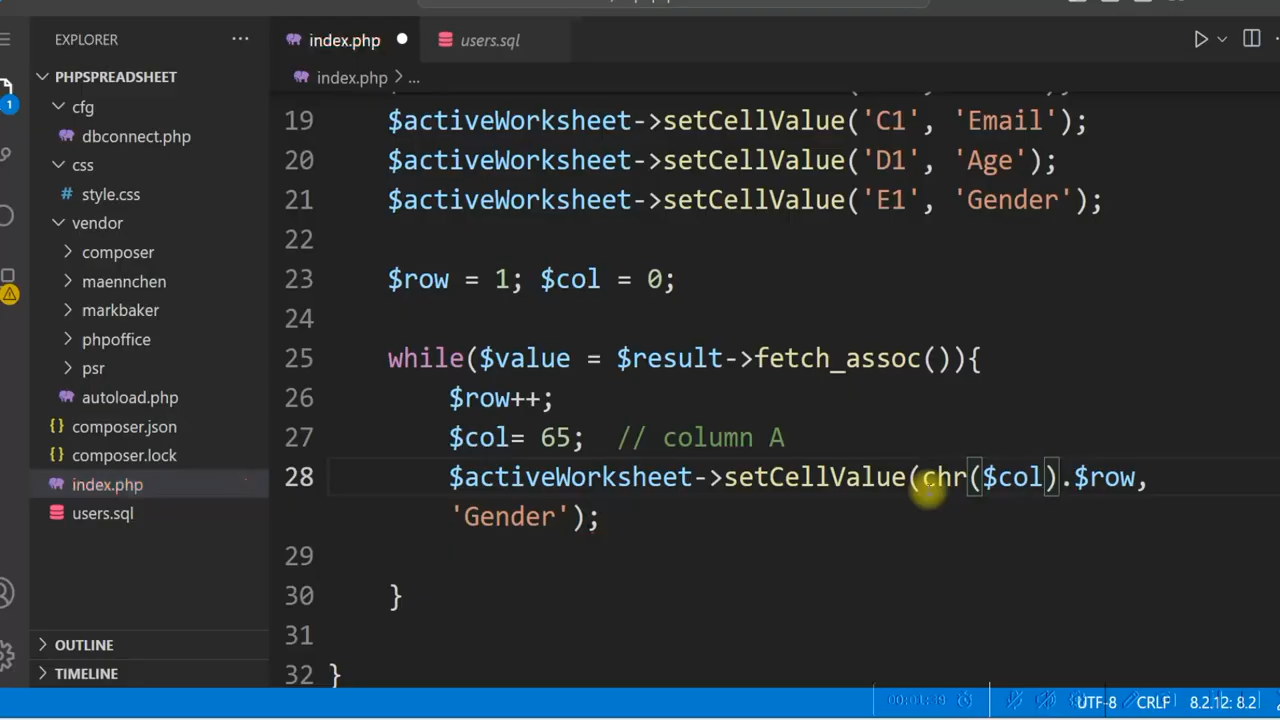 EXPLORER ···
index.php
users.sql
PHPSPREADSHEET
index.php > ...
cfg
dbconnect.php
css
# style.css
vendor
composer
maennchen
markbaker
phpoffice
psr
autoload.php
{} composer.json
{} composer.lock
index.php
users.sql
OUTLINE
TIMELINE
1
19 $activeWorksheet->setCellValue('C1', 'Email');
20 $activeWorksheet->setCellValue('D1', 'Age');
21 $activeWorksheet->setCellValue('E1', 'Gender');
22
23 $row = 1; $col = 0;
24
25 while($value = $result->fetch_assoc()){
26 $row++;
27 $col= 65; // column A
28 $activeWorksheet->setCellValue(chr($col).$row,
'Gender');
29
30 }
31
32 }
UTF-8 CRLF 8.2.12: 8.2